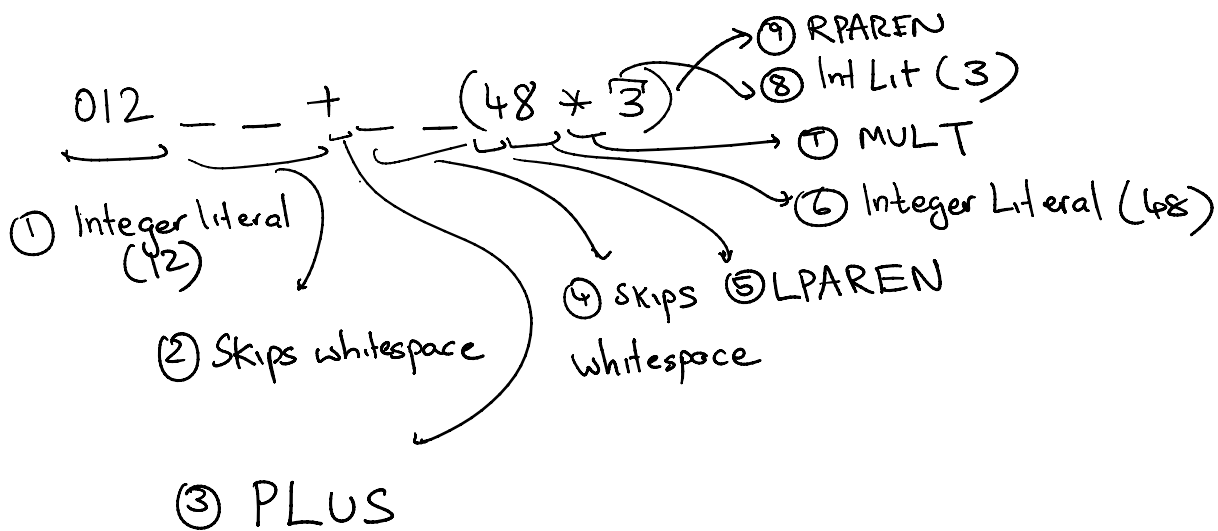 012 _ _ + _ _ (48 * 3)
① Integer literal
(12)
② Skips whitespace
③ PLUS
④ Skips
whitespace
⑤ LPAREN
⑥ Integer Literal (48)
⑦ MULT
⑧ Int Lit (3)
⑨ RPAREN